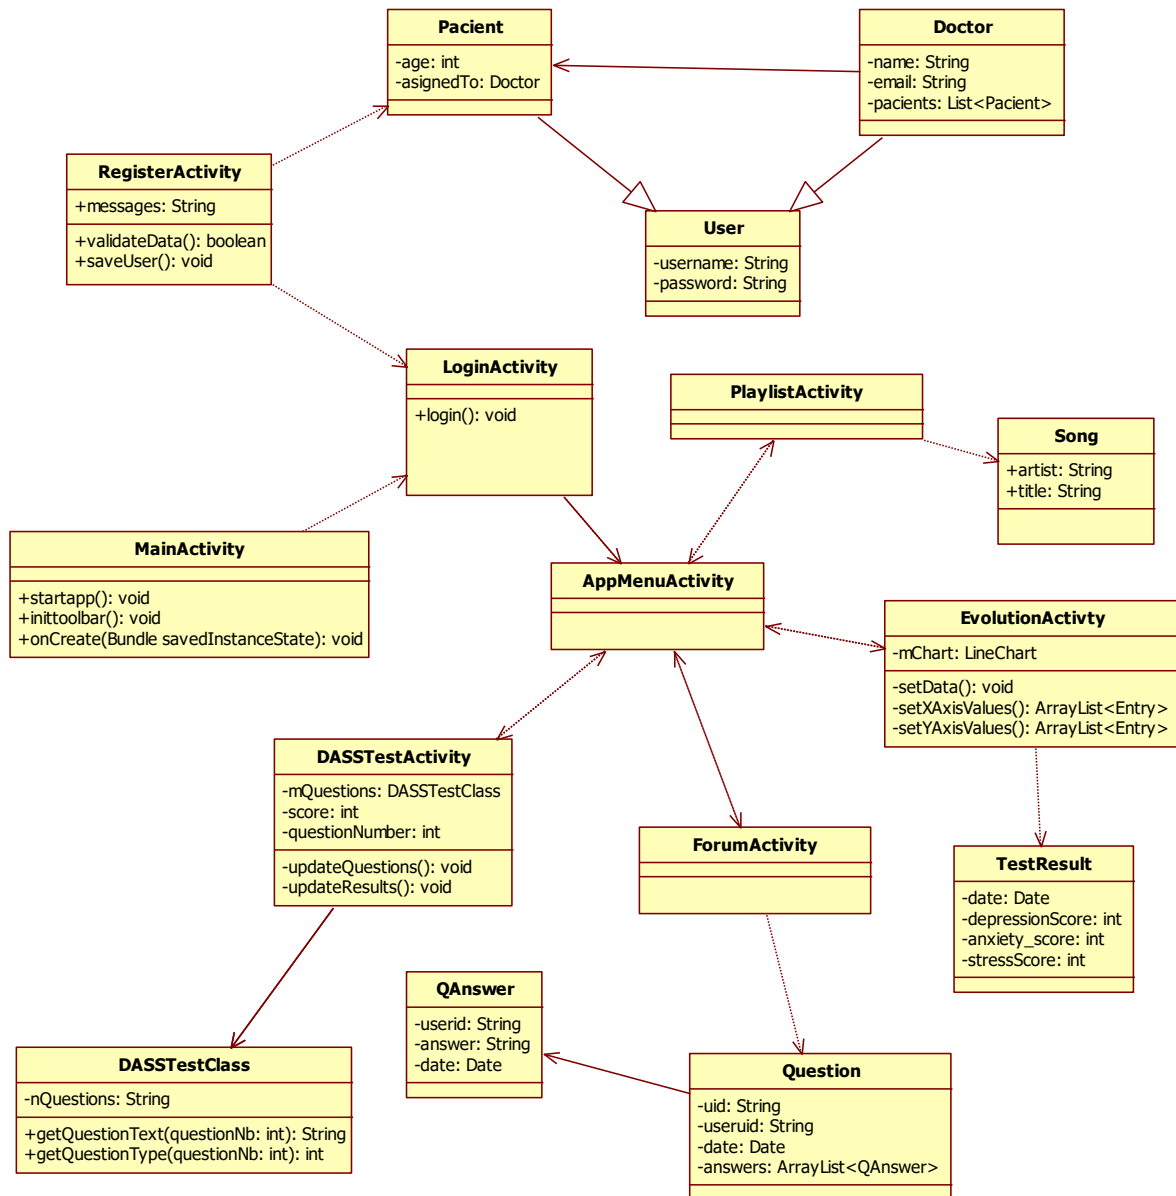 Pacient
-age: int
-asignedTo: Doctor
Doctor
-name: String
-email: String
-pacients: List<Pacient>
RegisterActivity
+messages: String
+validateData(): boolean
+saveUser(): void
User
-username: String
-password: String
LoginActivity
+login(): void
PlaylistActivity
Song
+artist: String
+title: String
MainActivity
+startapp(): void
+inittoolbar(): void
+onCreate(Bundle savedInstanceState): void
AppMenuActivity
EvolutionActivty
-mChart: LineChart
-setData(): void
-setXAxisValues(): ArrayList<Entry>
-setYAxisValues(): ArrayList<Entry>
DASSTestActivity
-mQuestions: DASSTestClass
-score: int
-questionNumber: int
-updateQuestions(): void
-updateResults(): void
ForumActivity
TestResult
-date: Date
-depressionScore: int
-anxiety_score: int
-stressScore: int
QAnswer
-userid: String
-answer: String
-date: Date
DASSTestClass
-nQuestions: String
+getQuestionText(questionNb: int): String
+getQuestionType(questionNb: int): int
Question
-uid: String
-useruid: String
-date: Date
-answers: ArrayList<QAnswer>